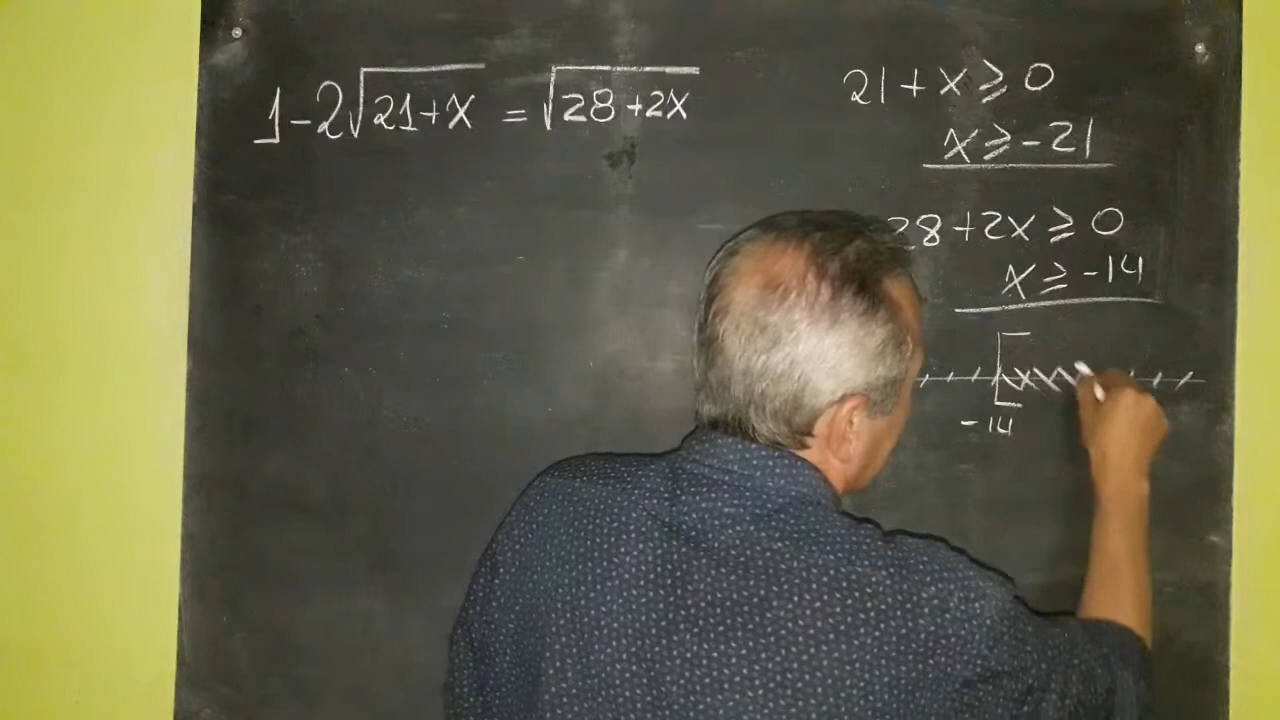 1-2√21+x = √28+2x
21+x ⩾ 0
x ⩾ -21
28+2x ⩾ 0
x ⩾ -14
-14